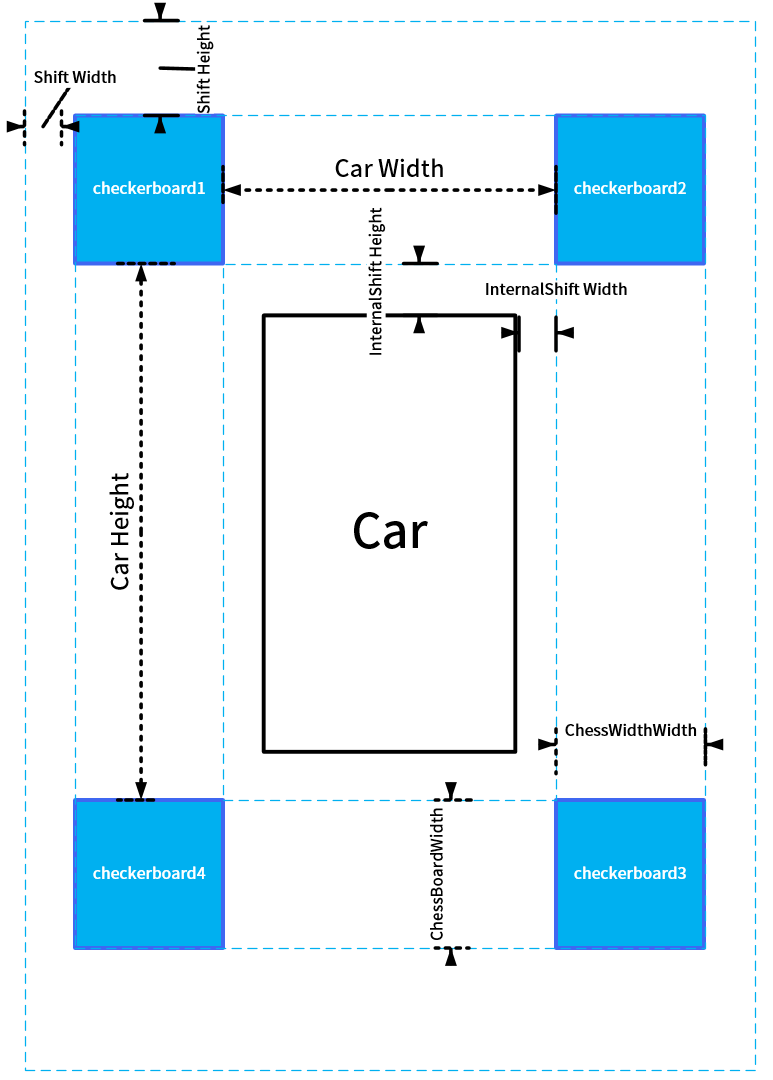 Shift Height
Shift Width
checkerboard1
Car Width
checkerboard2
InternalShift Height
InternalShift Width
Car Height
Car
ChessWidthWidth
checkerboard4
ChessBoardWidth
checkerboard3